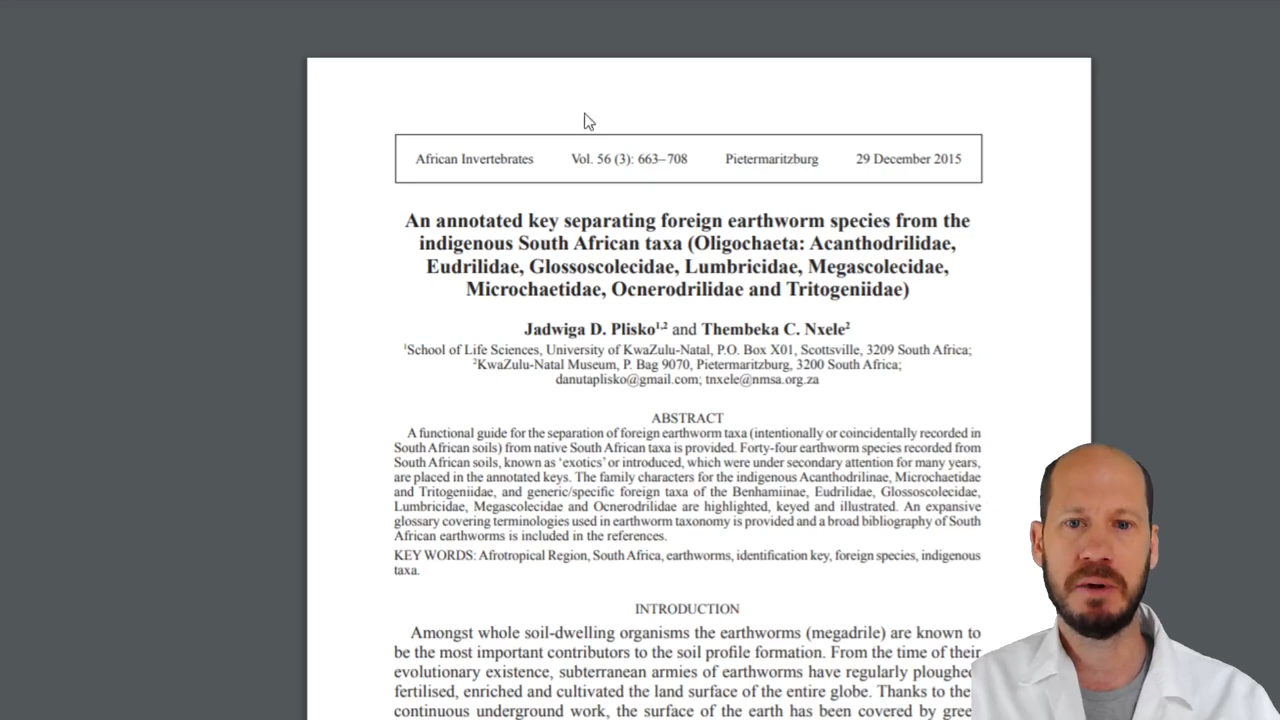 African Invertebrates Vol. 56 (3): 663–708 Pietermaritzburg 29 December 2015
An annotated key separating foreign earthworm species from the
indigenous South African taxa (Oligochaeta: Acanthodrilidae,
Eudrilidae, Glossoscolecidae, Lumbricidae, Megascolecidae,
Microchaetidae, Ocnerodrilidae and Tritogeniidae)
Jadwiga D. Plisko1,2 and Thembeka C. Nxele2
1School of Life Sciences, University of KwaZulu-Natal, P.O. Box X01, Scottsville, 3209 South Africa;
2KwaZulu-Natal Museum, P. Bag 9070, Pietermaritzburg, 3200 South Africa;
danutaplisko@gmail.com; tnxele@nmsa.org.za
ABSTRACT
A functional guide for the separation of foreign earthworm taxa (intentionally or coincidentally recorded in
South African soils) from native South African taxa is provided. Forty-four earthworm species recorded from
South African soils, known as ‘exotics’ or introduced, which were under secondary attention for many years,
are placed in the annotated keys. The family characters for the indigenous Acanthodrilinae, Microchaetidae
and Tritogeniidae, and generic/specific foreign taxa of the Benhamiinae, Eudrilidae, Glossoscolecidae,
Lumbricidae, Megascolecidae and Ocnerodrilidae are highlighted, keyed and illustrated. An expansive
glossary covering terminologies used in earthworm taxonomy is provided and a broad bibliography of South
African earthworms is included in the references.
KEY WORDS: Afrotropical Region, South Africa, earthworms, identification key, foreign species, indigenous
taxa.
INTRODUCTION
Amongst whole soil-dwelling organisms the earthworms (megadrile) are known to
be the most important contributors to the soil profile formation. From the time of their
evolutionary existence, subterranean armies of earthworms have regularly ploughed
fertilised, enriched and cultivated the land surface of the entire globe. Thanks to the
continuous underground work, the surface of the earth has been covered by